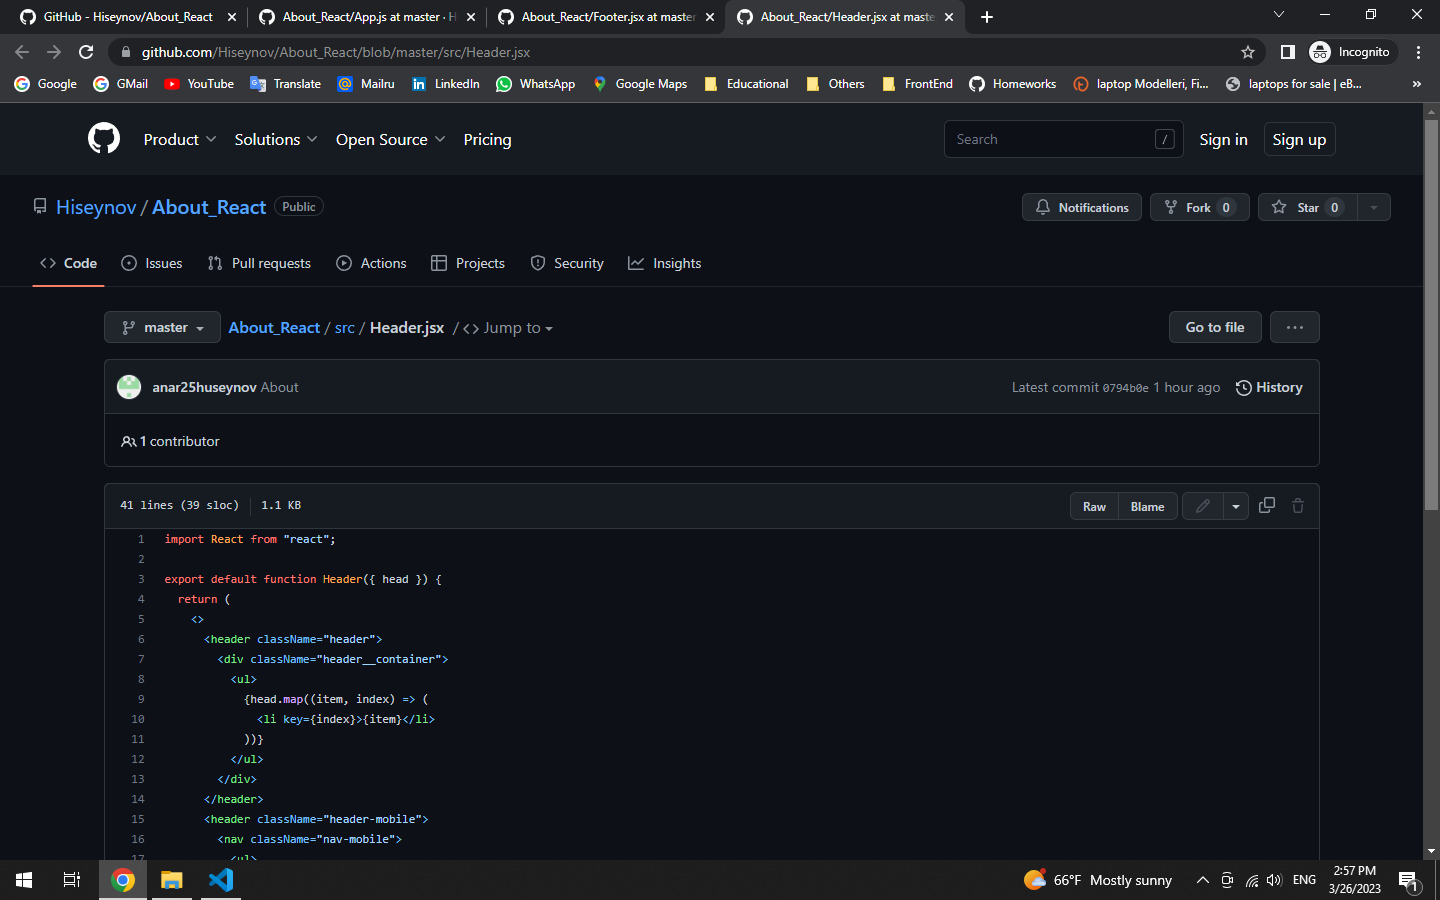 GitHub - Hiseynov/About_React
About_React/App.js at master · H
About_React/Footer.jsx at master
About_React/Header.jsx at maste
github.com/Hiseynov/About_React/blob/master/src/Header.jsx
Incognito
Google
GMail
YouTube
Translate
Mailru
LinkedIn
WhatsApp
Google Maps
Educational
Others
FrontEnd
Homeworks
laptop Modelleri, Fi...
laptops for sale | eB...
»
Product
Solutions
Open Source
Pricing
Search /
Sign in
Sign up
Hiseynov / About_React Public
Notifications
Fork 0
Star 0
Code
Issues
Pull requests
Actions
Projects
Security
Insights
master
About_React / src / Header.jsx / <> Jump to
Go to file
...
anar25huseynov About
Latest commit 0794b0e 1 hour ago
History
1 contributor
41 lines (39 sloc) 1.1 KB
Raw
Blame
1 import React from "react";
2
3 export default function Header({ head }) {
4 return (
5 <>
6 <header className="header">
7 <div className="header__container">
8 <ul>
9 {head.map((item, index) => (
10 <li key={index}>{item}</li>
11 ))}
12 </ul>
13 </div>
14 </header>
15 <header className="header-mobile">
16 <nav className="nav-mobile">
17 <ul>
66°F Mostly sunny
ENG
2:57 PM
3/26/2023
1